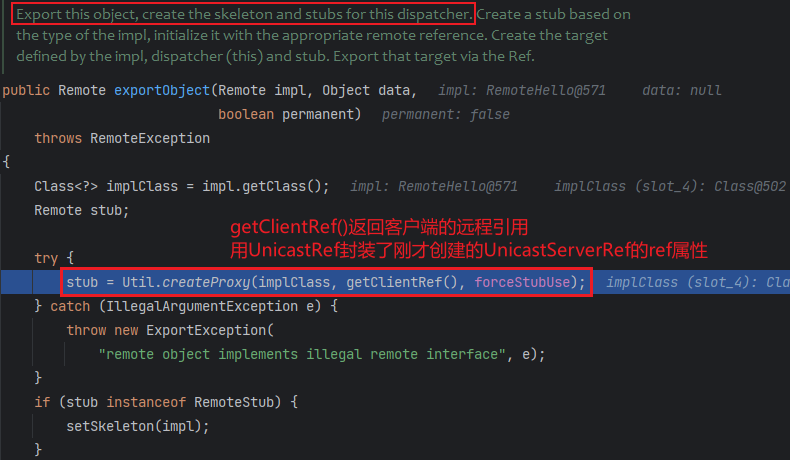 Export this object, create the skeleton and stubs for this dispatcher. Create a stub based on
the type of the impl, initialize it with the appropriate remote reference. Create the target
defined by the impl, dispatcher (this) and stub. Export that target via the Ref.
public Remote exportObject(Remote impl, Object data, impl: RemoteHello@571 data: null
boolean permanent) permanent: false
throws RemoteException
{
Class<?> implClass = impl.getClass(); impl: RemoteHello@571 implClass (slot_4): Class@502
Remote stub;
getClientRef()返回客户端的远程引用
用UnicastRef封装了刚才创建的UnicastServerRef的ref属性
try {
stub = Util.createProxy(implClass, getClientRef(), forceStubUse); implClass (slot_4): Cla
} catch (IllegalArgumentException e) {
throw new ExportException(
"remote object implements illegal remote interface", e);
}
if (stub instanceof RemoteStub) {
setSkeleton(impl);
}